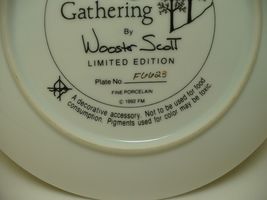 Gathering
BY
Wooster Scott
LIMITED EDITION
Plate No. F6623
FINE PORCELAIN
© 1992 FM
A decorative accessory. Not to be used for food
consumption. Pigments used for color may be toxic.